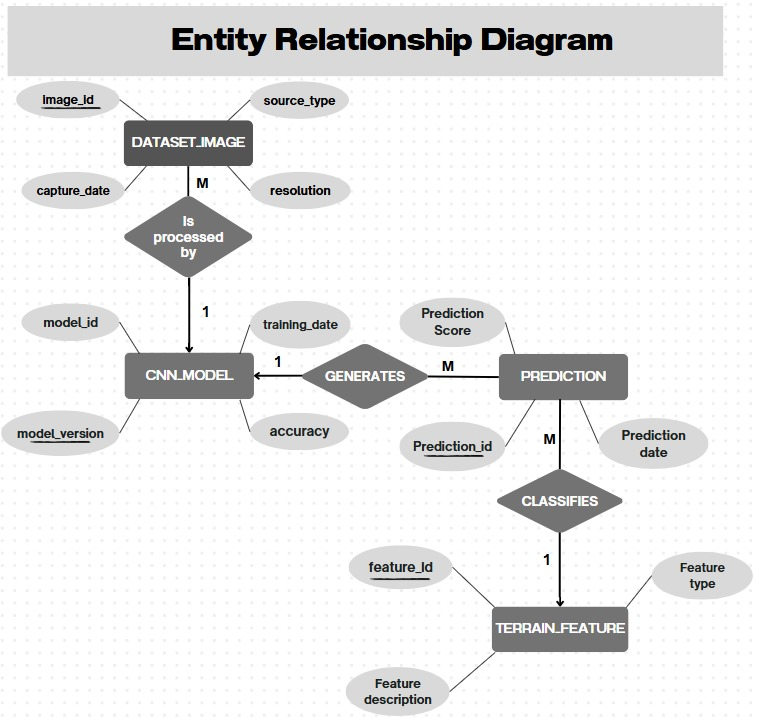 Entity Relationship Diagram
image_id
source_type
DATASET_IMAGE
capture_date
M
resolution
Is
processed
by
1
model_id
training_date
Prediction
Score
CNN_MODEL
1
GENERATES
M
PREDICTION
model_version
accuracy
Prediction_id
M
Prediction
date
CLASSIFIES
1
feature_id
Feature
type
TERRAIN_FEATURE
Feature
description